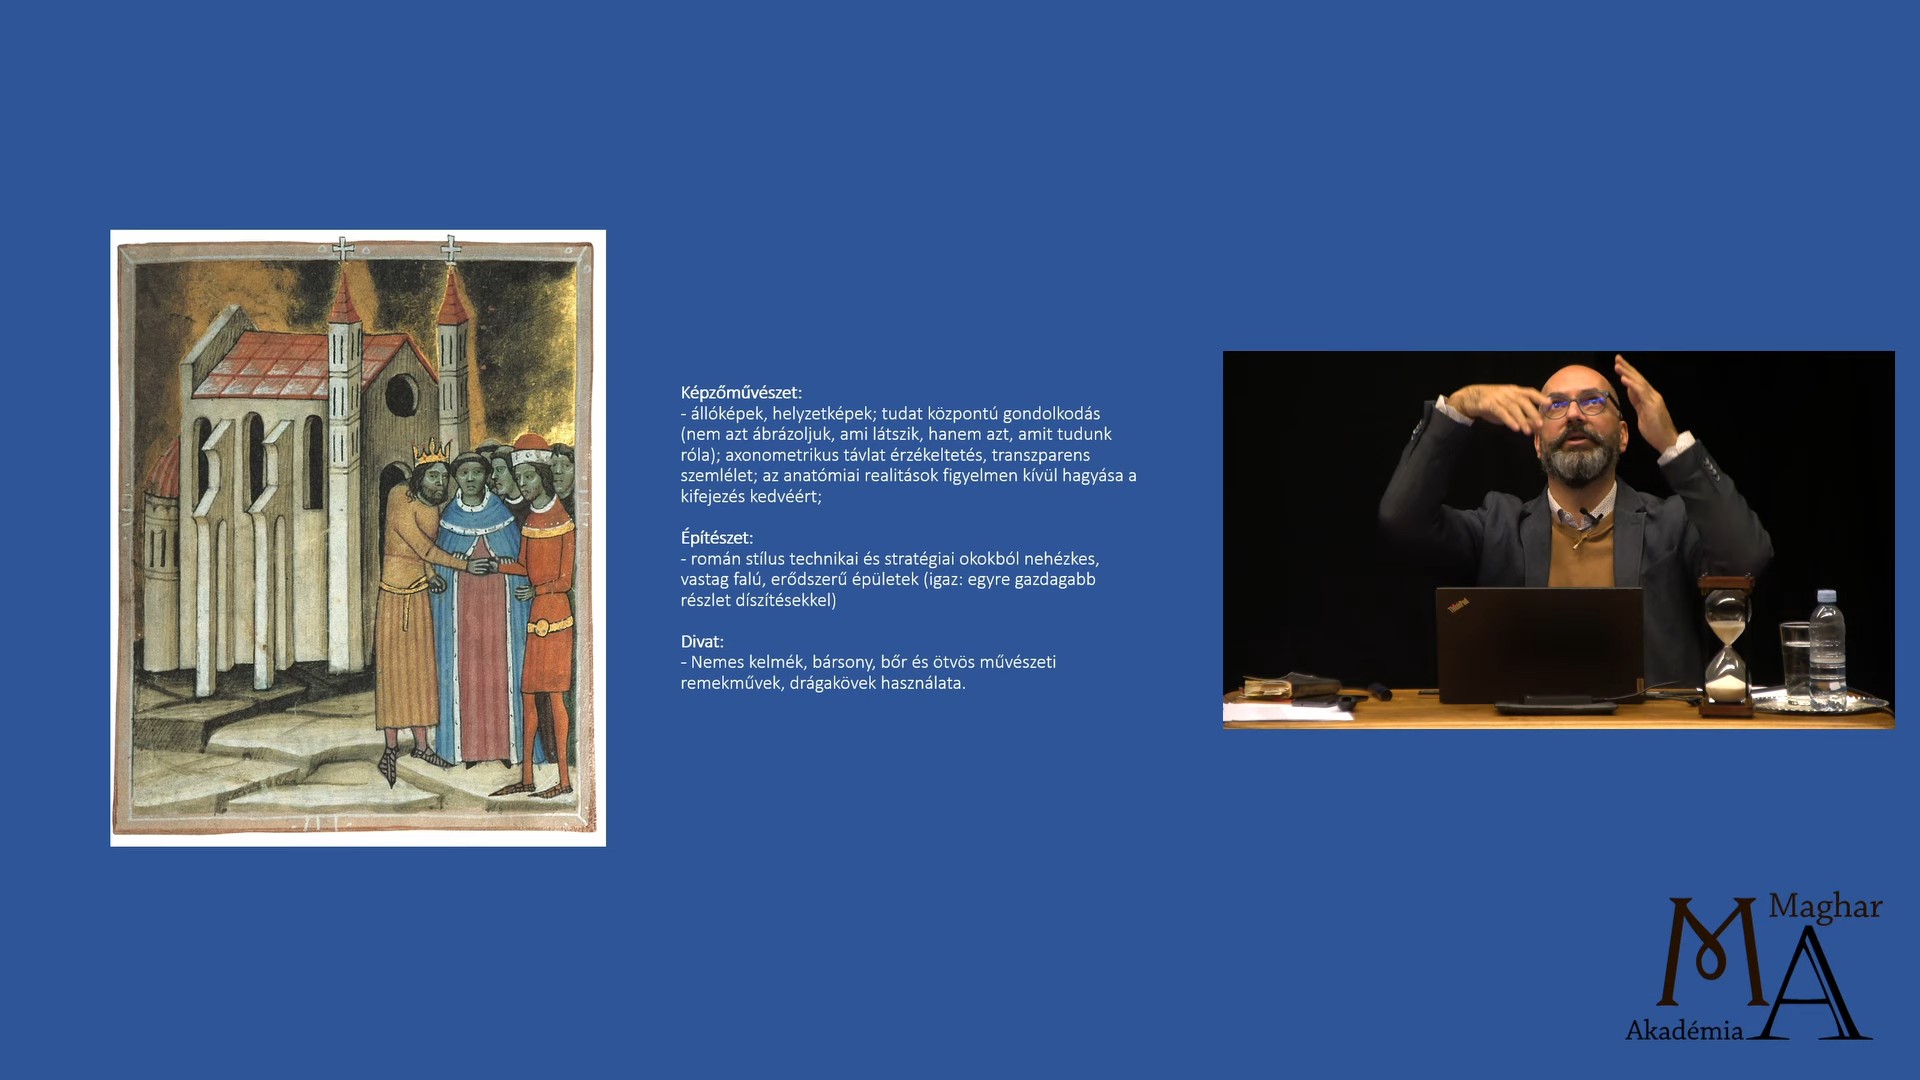 Képzőművészet:
- állóképek, helyzetképek; tudat központú gondolkodás
(nem azt ábrázoljuk, ami látszik, hanem azt, amit tudunk
róla); axonometrikus távlat érzékeltetés, transzparens
szemlélet; az anatómiai realitások figyelmen kívül hagyása a
kifejezés kedvéért;
Építészet:
- román stílus technikai és stratégiai okokból nehézkes,
vastag falú, erődszerű épületek (igaz: egyre gazdagabb
részlet díszítésekkel)
Divat:
- Nemes kelmék, bársony, bőr és ötvös művészeti
remekművek, drágakövek használata.
ThinkPad
Maghar
MA
Akadémia